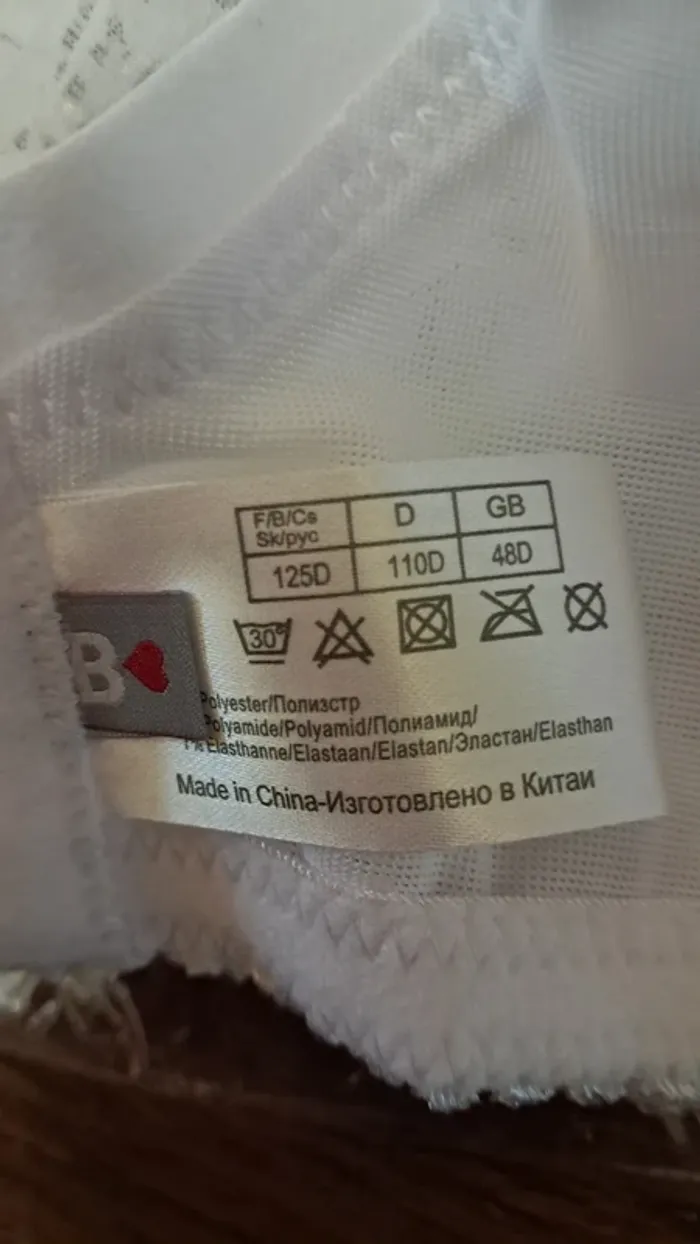 F/B/Cs D GB
Sk/рус
125D 110D 48D
30°
B
Polyester/Полиэстр
Polyamide/Polyamid/Полиамид/
Elasthanne/Elastaan/Elastan/Эластан/Elasthan
Made in China-Изготовлено в Китаи